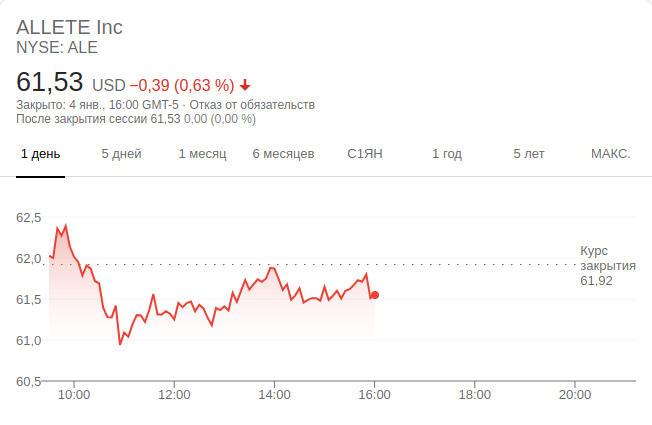 ALLETE Inc
NYSE: ALE
61,53 USD −0,39 (0,63 %)
Закрыто: 4 янв., 16:00 GMT-5 · Отказ от обязательств
После закрытия сессии 61,53 0,00 (0,00 %)
1 день 5 дней 1 месяц 6 месяцев С1ЯН 1 год 5 лет МАКС.
62,5
62,0
61,5
61,0
60,5
Курс
закрытия
61,92
10:00 12:00 14:00 16:00 18:00 20:00